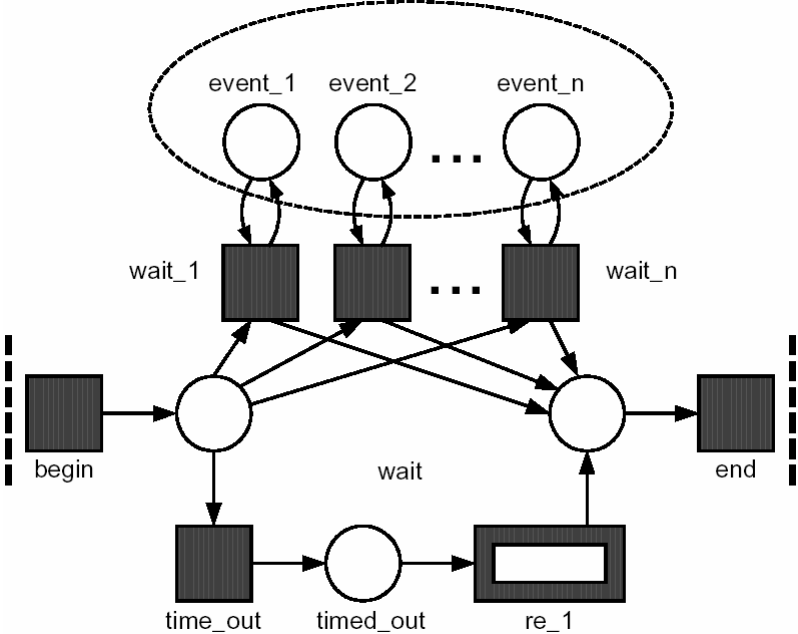 event_1 event_2 event_n
...
wait_1 wait_n
...
begin wait end
time_out timed_out re_1